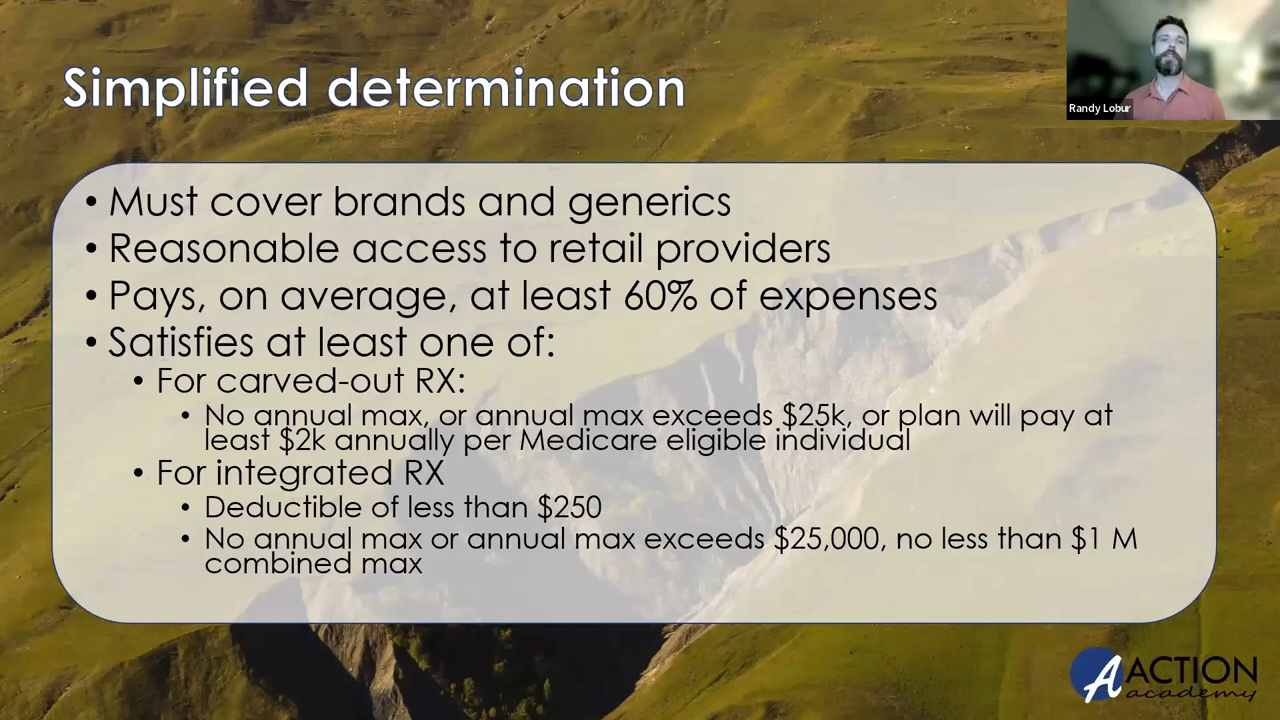 Simplified determination
Randy Lobur
• Must cover brands and generics
• Reasonable access to retail providers
• Pays, on average, at least 60% of expenses
• Satisfies at least one of:
• For carved-out RX:
• No annual max, or annual max exceeds $25k, or plan will pay at
least $2k annually per Medicare eligible individual
• For integrated RX
• Deductible of less than $250
• No annual max or annual max exceeds $25,000, no less than $1 M
combined max
A ACTION
academy